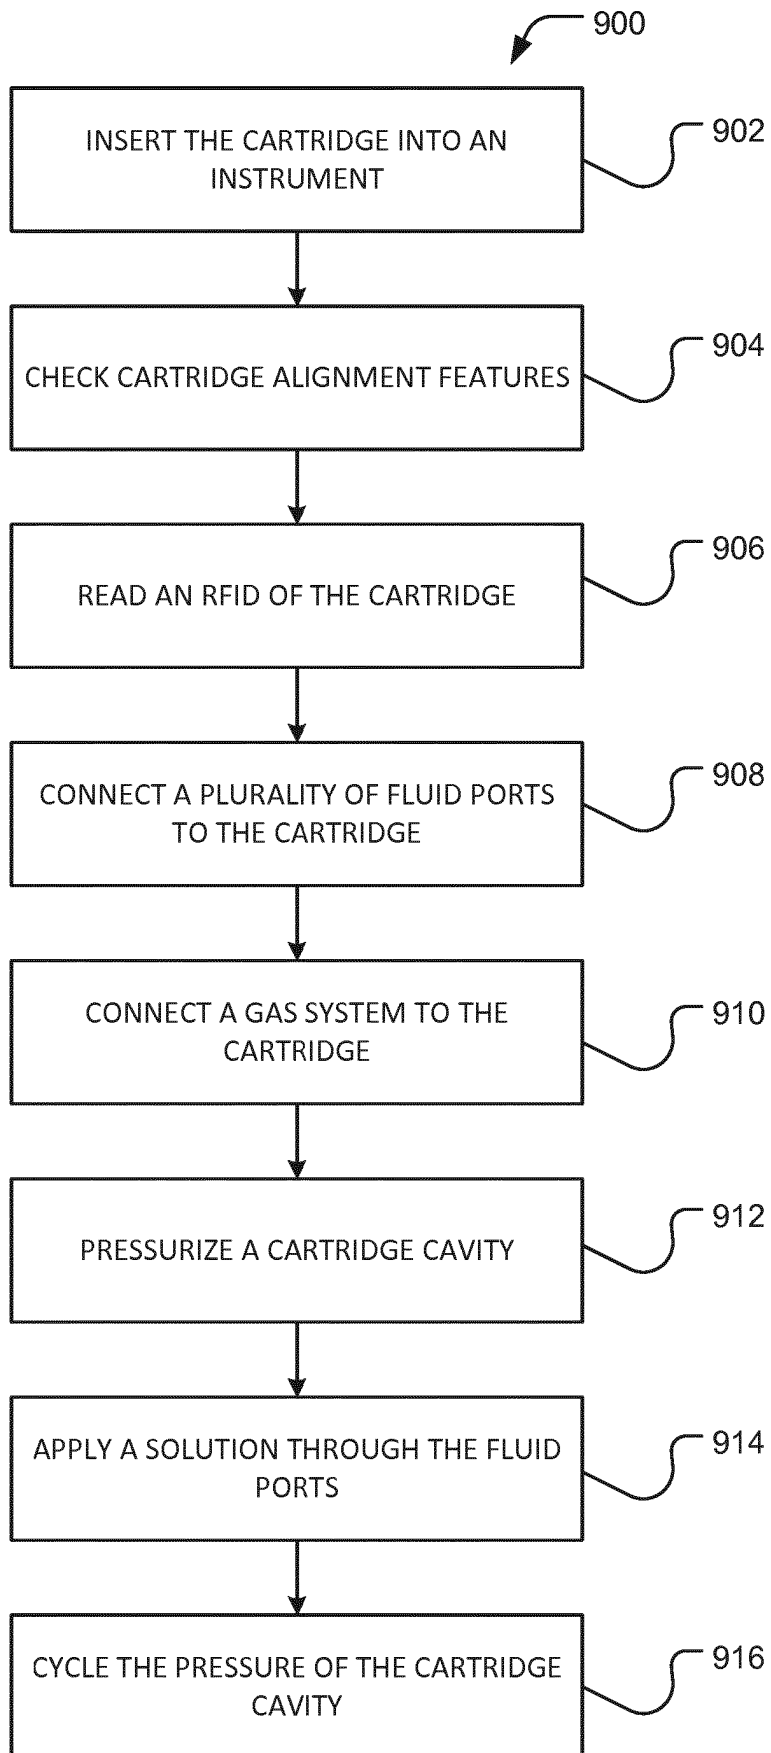 900
INSERT THE CARTRIDGE INTO AN
INSTRUMENT
902
CHECK CARTRIDGE ALIGNMENT FEATURES
904
READ AN RFID OF THE CARTRIDGE
906
CONNECT A PLURALITY OF FLUID PORTS
TO THE CARTRIDGE
908
CONNECT A GAS SYSTEM TO THE
CARTRIDGE
910
PRESSURIZE A CARTRIDGE CAVITY
912
APPLY A SOLUTION THROUGH THE FLUID
PORTS
914
CYCLE THE PRESSURE OF THE CARTRIDGE
CAVITY
916